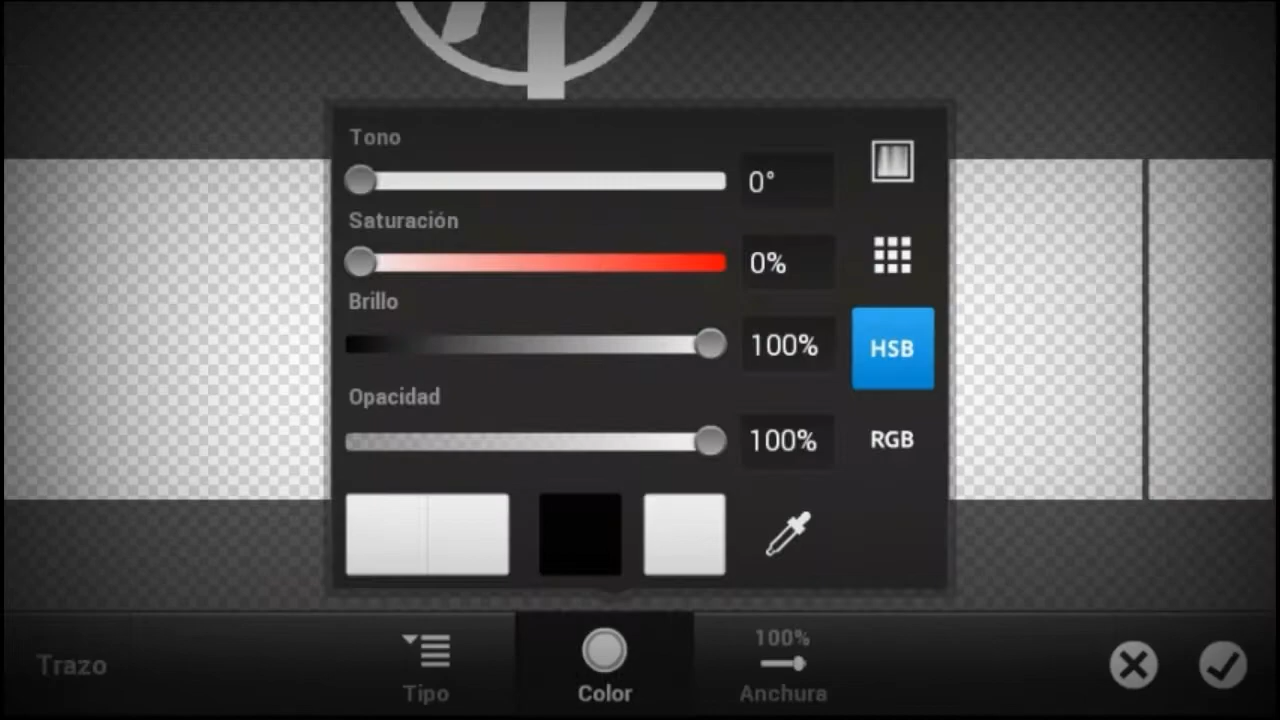 Tono
0°
Saturación
0%
Brillo
100%
HSB
Opacidad
100%
RGB
Trazo
Tipo
Color
100%
Anchura